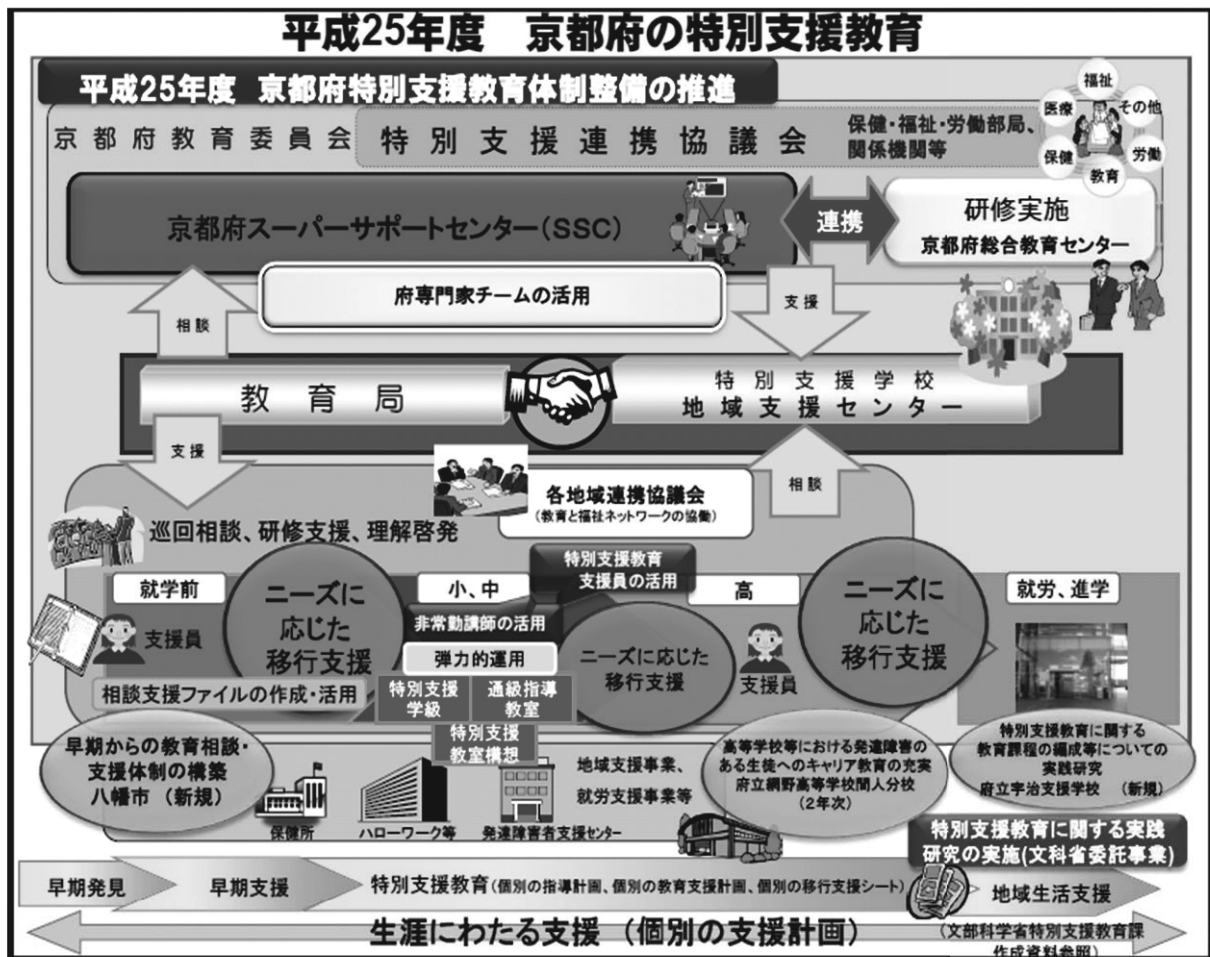 平成25年度 京都府の特別支援教育
平成25年度 京都府特別支援教育体制整備の推進
京都府教育委員会
特別支援連携協議会
保健・福祉・労働部局、
関係機関等
福祉
医療
その他
保健
労働
教育
京都府スーパーサポートセンター(SSC)
連携
研修実施
京都府総合教育センター
府専門家チームの活用
相談
支援
教育局
特別支援学校
地域支援センター
支援
相談
各地域連携協議会
(教育と福祉ネットワークの協働)
巡回相談、研修支援、理解啓発
特別支援教育
支援員の活用
就学前
ニーズに
応じた
移行支援
小、中
高
ニーズに
応じた
移行支援
就労、進学
支援員
非常勤講師の活用
弾力的運用
ニーズに応じた
移行支援
支援員
相談支援ファイルの作成・活用
特別支援
学級
通級指導
教室
特別支援
教室構想
早期からの教育相談・
支援体制の構築
八幡市 (新規)
保健所
ハローワーク等
発達障害者支援センター
地域支援事業、
就労支援事業等
高等学校等における発達障害の
ある生徒へのキャリア教育の充実
府立網野高等学校間人分校
(2年次)
特別支援教育に関する
教育課程の編成等についての
実践研究
府立宇治支援学校 (新規)
特別支援教育に関する実践
研究の実施(文科省委託事業)
早期発見
早期支援
特別支援教育(個別の指導計画、個別の教育支援計画、個別の移行支援シート)
地域生活支援
生涯にわたる支援 (個別の支援計画)
(文部科学省特別支援教育課
作成資料参照)